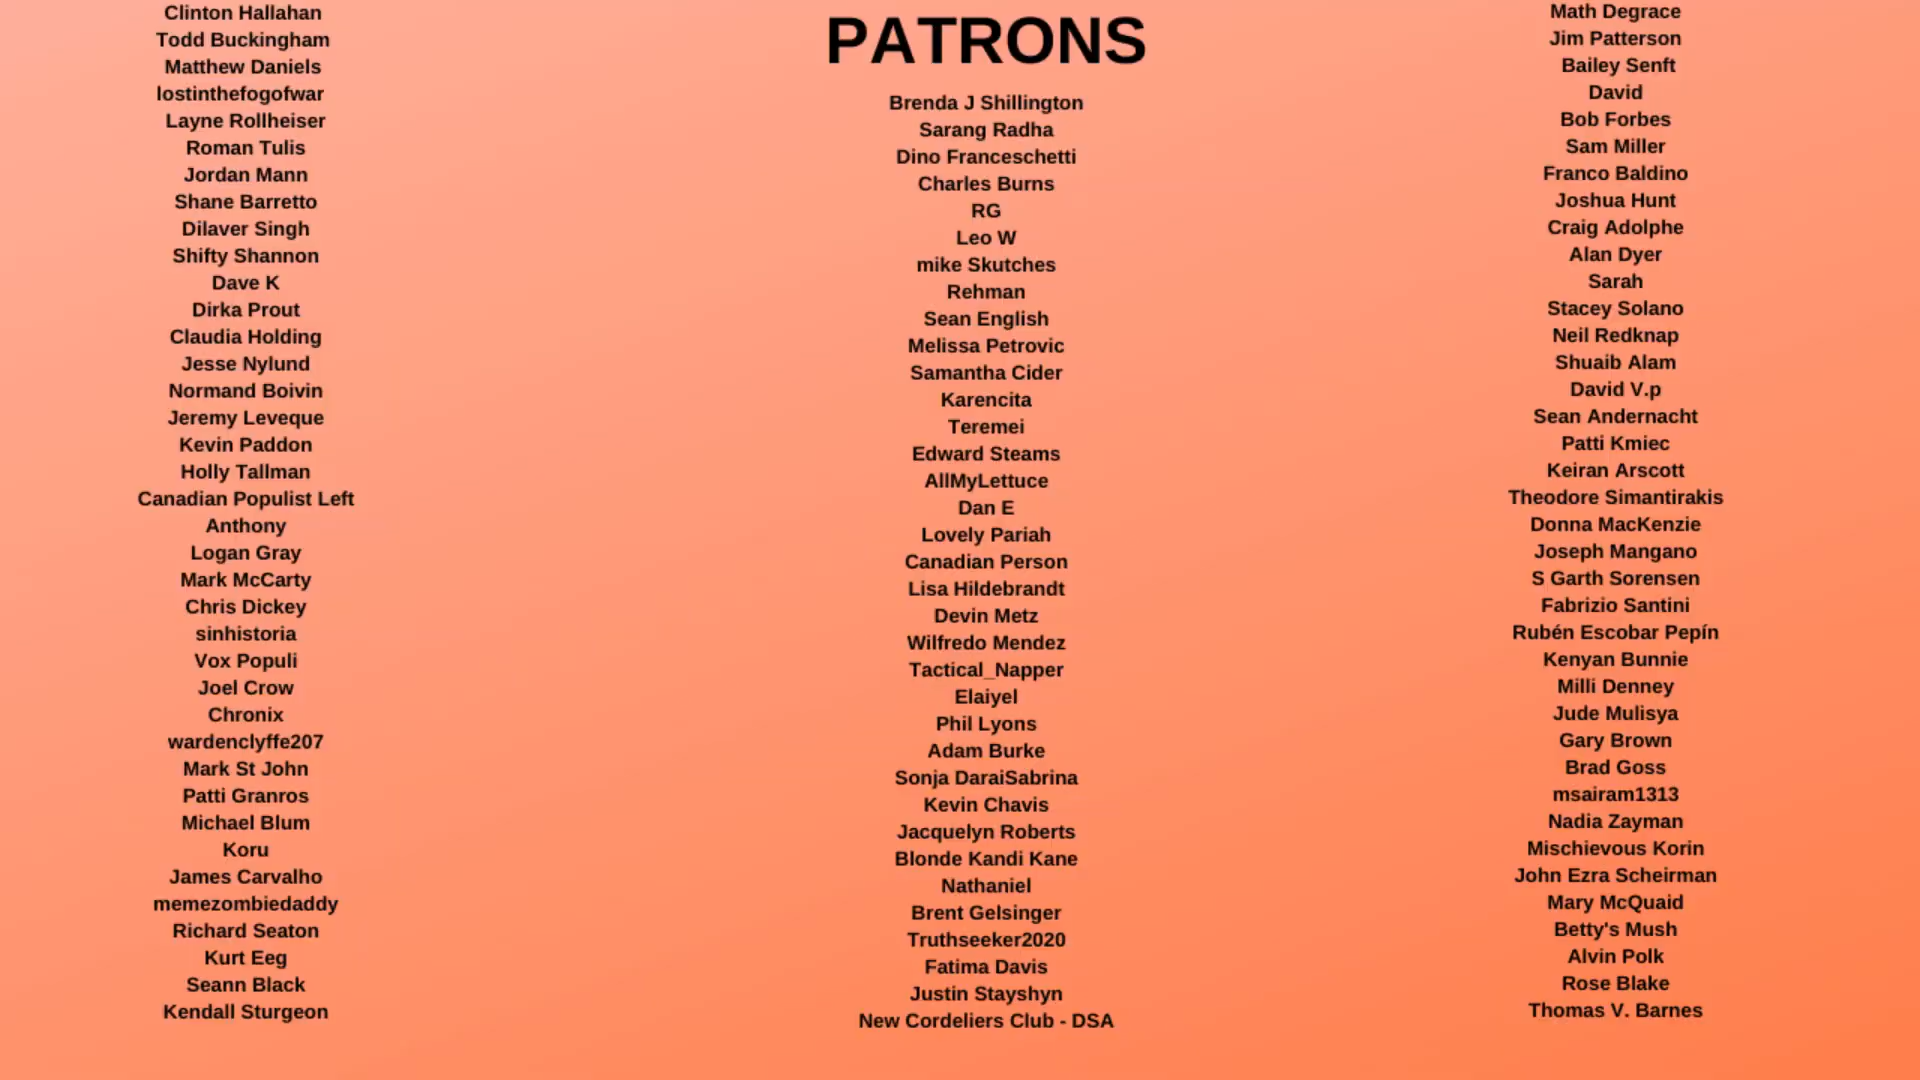 Clinton Hallahan
Todd Buckingham
Matthew Daniels
lostinthefogofwar
Layne Rollheiser
Roman Tulis
Jordan Mann
Shane Barretto
Dilaver Singh
Shifty Shannon
Dave K
Dirka Prout
Claudia Holding
Jesse Nylund
Normand Boivin
Jeremy Leveque
Kevin Paddon
Holly Tallman
Canadian Populist Left
Anthony
Logan Gray
Mark McCarty
Chris Dickey
sinhistoria
Vox Populi
Joel Crow
Chronix
wardenclyffe207
Mark St John
Patti Granros
Michael Blum
Koru
James Carvalho
memezombiedaddy
Richard Seaton
Kurt Eeg
Seann Black
Kendall Sturgeon
PATRONS
Brenda J Shillington
Sarang Radha
Dino Franceschetti
Charles Burns
RG
Leo W
mike Skutches
Rehman
Sean English
Melissa Petrovic
Samantha Cider
Karencita
Teremei
Edward Steams
AllMyLettuce
Dan E
Lovely Pariah
Canadian Person
Lisa Hildebrandt
Devin Metz
Wilfredo Mendez
Tactical_Napper
Elaiyel
Phil Lyons
Adam Burke
Sonja DaraiSabrina
Kevin Chavis
Jacquelyn Roberts
Blonde Kandi Kane
Nathaniel
Brent Gelsinger
Truthseeker2020
Fatima Davis
Justin Stayshyn
New Cordeliers Club - DSA
Math Degrace
Jim Patterson
Bailey Senft
David
Bob Forbes
Sam Miller
Franco Baldino
Joshua Hunt
Craig Adolphe
Alan Dyer
Sarah
Stacey Solano
Neil Redknap
Shuaib Alam
David V.p
Sean Andernacht
Patti Kmiec
Keiran Arscott
Theodore Simantirakis
Donna MacKenzie
Joseph Mangano
S Garth Sorensen
Fabrizio Santini
Rubén Escobar Pepín
Kenyan Bunnie
Milli Denney
Jude Mulisya
Gary Brown
Brad Goss
msairam1313
Nadia Zayman
Mischievous Korin
John Ezra Scheirman
Mary McQuaid
Betty's Mush
Alvin Polk
Rose Blake
Thomas V. Barnes